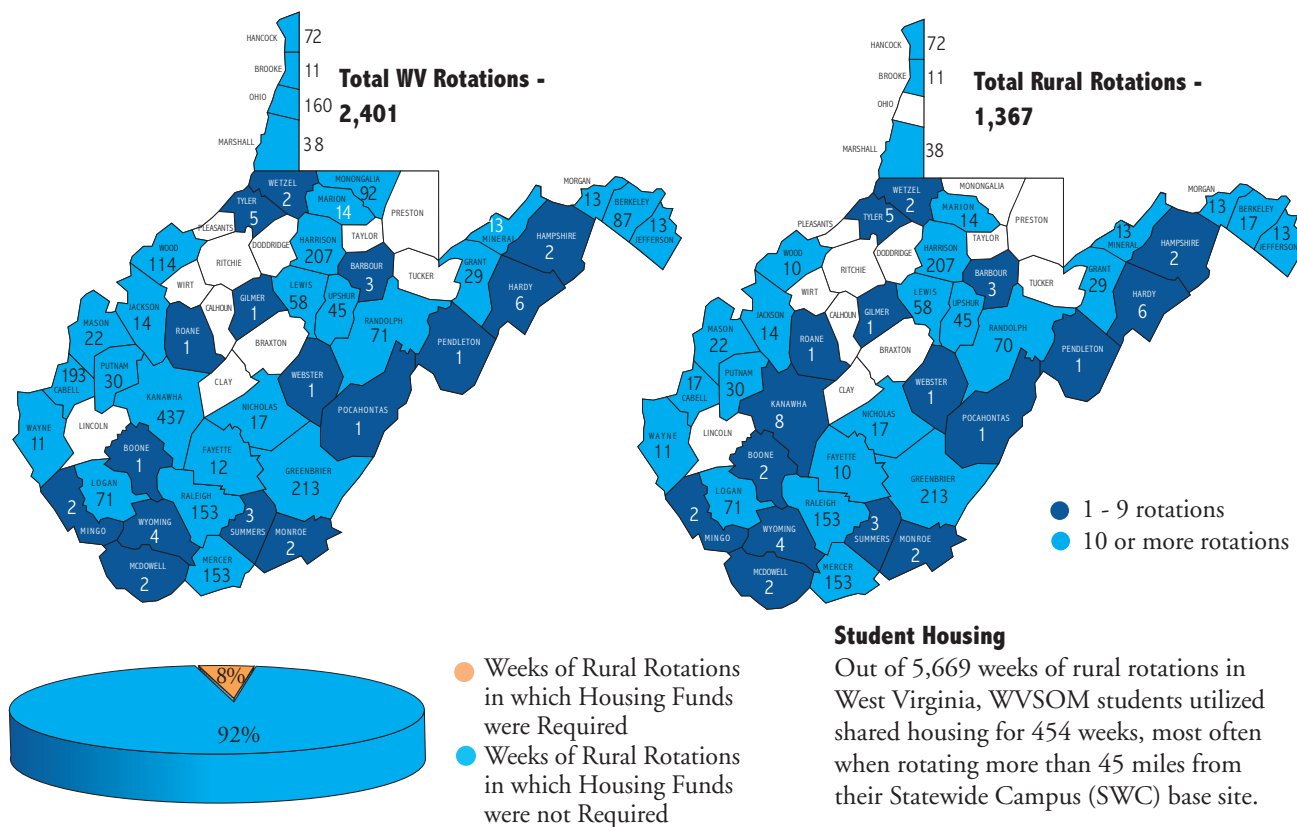 HANCOCK 72
BROOKE 11
OHIO 160
MARSHALL 38
Total WV Rotations -
2,401
WETZEL
2
MONONGALIA
92
MARION
14
PRESTON
TYLER
5
PLEASANTS
DODDRIDGE
TAYLOR
HARRISON
207
BARBOUR
3
TUCKER
WOOD
114
RITCHIE
WIRT
CALHOUN
GILMER
1
LEWIS
58
UPSHUR
45
RANDOLPH
71
MORGAN
13
BERKELEY
87
13
JEFFERSON
13
MINERAL
HAMPSHIRE
2
GRANT
29
HARDY
6
PENDLETON
1
JACKSON
14
MASON
22
ROANE
1
BRAXTON
PUTNAM
30
193
CABELL
CLAY
WEBSTER
1
KANAWHA
437
NICHOLAS
17
POCAHONTAS
1
WAYNE
11
LINCOLN
BOONE
1
FAYETTE
12
GREENBRIER
213
LOGAN
71
RALEIGH
153
2
MINGO
WYOMING
4
3
SUMMERS
MONROE
2
MCDOWELL
2
MERCER
153
HANCOCK 72
BROOKE 11
OHIO
MARSHALL 38
Total Rural Rotations -
1,367
WETZEL
2
MONONGALIA
MARION
14
PRESTON
TYLER 5
PLEASANTS
DODDRIDGE
TAYLOR
HARRISON
207
BARBOUR
3
TUCKER
WOOD
10
RITCHIE
WIRT
CALHOUN
GILMER
1
LEWIS
58
UPSHUR
45
RANDOLPH
70
MORGAN
13
BERKELEY
17
13
JEFFERSON
13
MINERAL
HAMPSHIRE
2
GRANT
29
HARDY
6
PENDLETON
1
JACKSON
14
MASON
22
ROANE
1
BRAXTON
PUTNAM
30
17
CABELL
CLAY
WEBSTER
1
KANAWHA
8
NICHOLAS
17
POCAHONTAS
1
WAYNE
11
LINCOLN
BOONE
2
FAYETTE
10
GREENBRIER
213
LOGAN
71
RALEIGH
153
2
MINGO
WYOMING
4
3
SUMMERS
MONROE
2
MCDOWELL
2
MERCER
153
1 - 9 rotations
10 or more rotations
8%
92%
Weeks of Rural Rotations
in which Housing Funds
were Required
Weeks of Rural Rotations
in which Housing Funds
were not Required
Student Housing
Out of 5,669 weeks of rural rotations in
West Virginia, WVSOM students utilized
shared housing for 454 weeks, most often
when rotating more than 45 miles from
their Statewide Campus (SWC) base site.